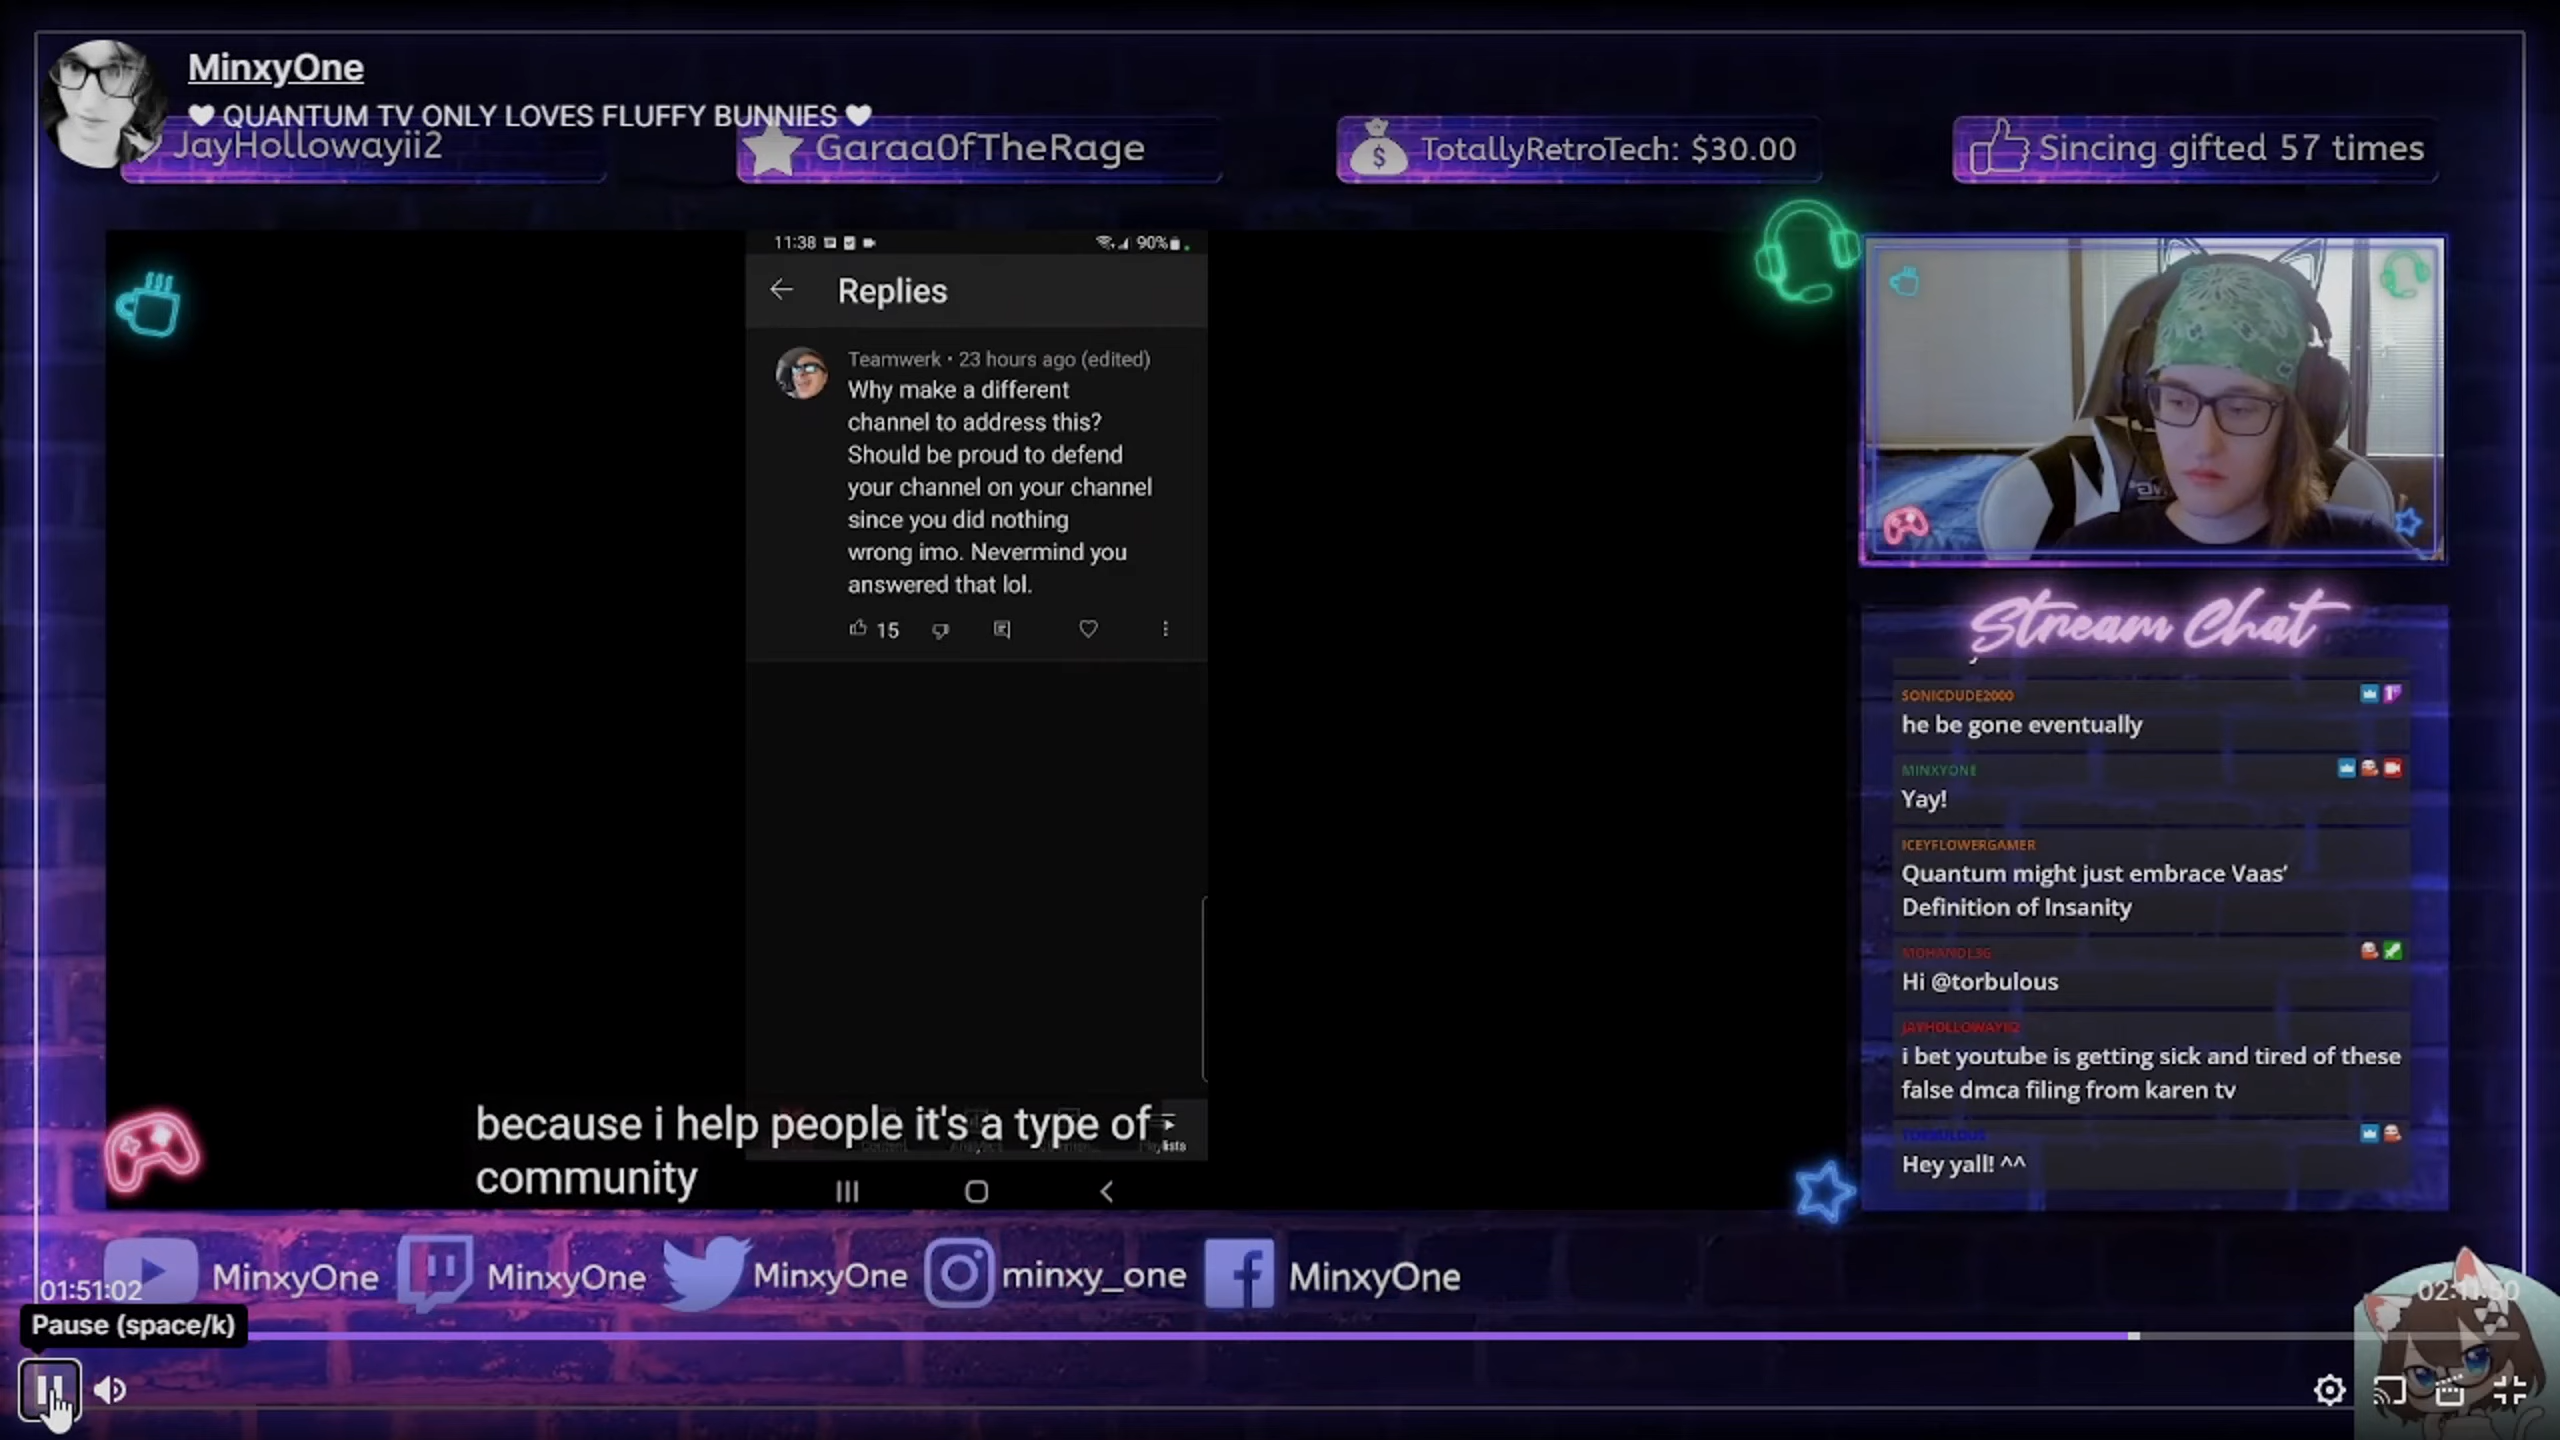 MinxyOne
♥ QUANTUM TV ONLY LOVES FLUFFY BUNNIES ♥
JayHollowayii2
Garaa0fTheRage
TotallyRetroTech: $30.00
Sincing gifted 57 times
11:38
90%
Replies
Teamwerk • 23 hours ago (edited)
Why make a different
channel to address this?
Should be proud to defend
your channel on your channel
since you did nothing
wrong imo. Nevermind you
answered that lol.
15
because i help people it's a type of
community
Stream Chat
SONICDUDE2000
he be gone eventually
MINXYONE
Yay!
ICEYFLOWERGAMER
Quantum might just embrace Vaas'
Definition of Insanity
MOHANDL36
Hi @torbulous
JAYHOLLOWAYII2
i bet youtube is getting sick and tired of these
false dmca filing from karen tv
TORBULOUS
Hey yall! ^^
MinxyOne
MinxyOne
MinxyOne
minxy_one
MinxyOne
01:51:02
Pause (space/k)